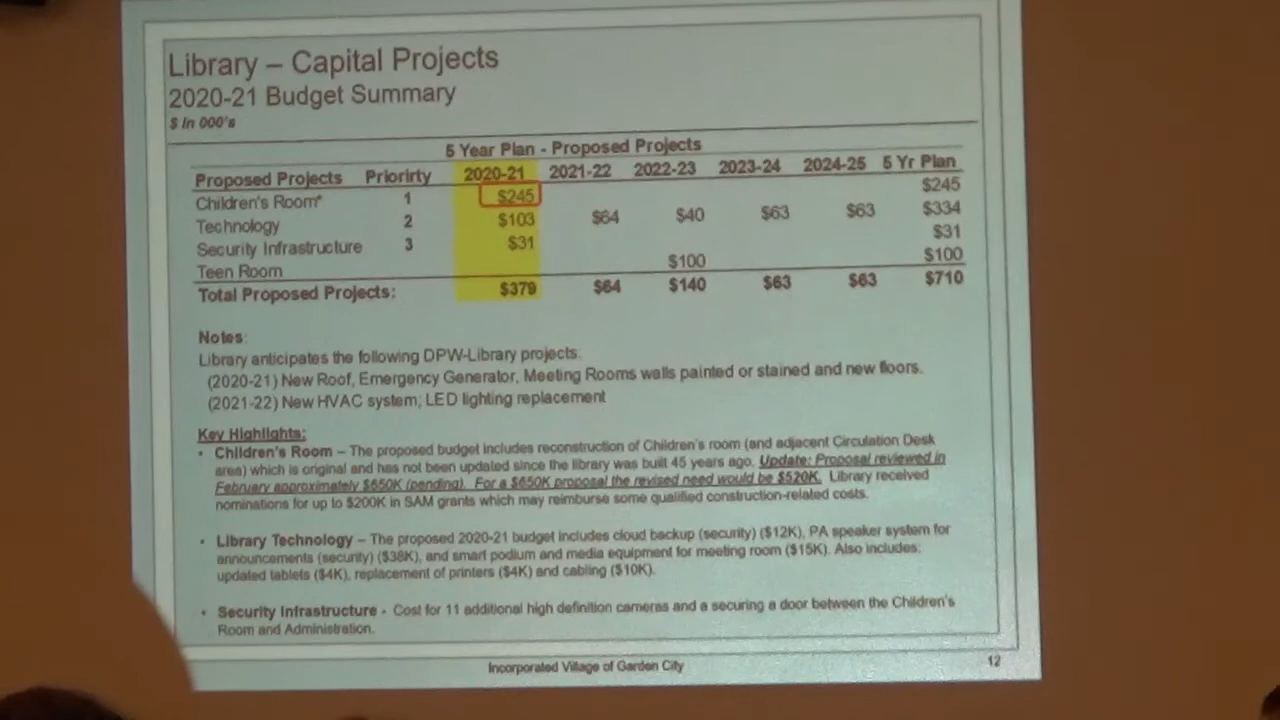 Library – Capital Projects
2020-21 Budget Summary
$ In 000's
5 Year Plan - Proposed Projects
Proposed Projects Priorirty 2020-21 2021-22 2022-23 2023-24 2024-25 5 Yr Plan
Children's Room* 1 $245 $245
Technology 2 $103 $64 $40 $63 $63 $334
Security Infrastructure 3 $31 $31
Teen Room $100 $100
Total Proposed Projects: $379 $64 $140 $63 $63 $710
Notes:
Library anticipates the following DPW-Library projects:
(2020-21) New Roof, Emergency Generator, Meeting Rooms walls painted or stained and new floors.
(2021-22) New HVAC system; LED lighting replacement
Key Highlights:
• Children's Room – The proposed budget includes reconstruction of Children's room (and adjacent Circulation Desk
area) which is original and has not been updated since the library was built 45 years ago. Update: Proposal reviewed in
February approximately $650K (pending). For a $650K proposal the revised need would be $520K. Library received
nominations for up to $200K in SAM grants which may reimburse some qualified construction-related costs.
• Library Technology – The proposed 2020-21 budget includes cloud backup (security) ($12K), PA speaker system for
announcements (security) ($38K), and smart podium and media equipment for meeting room ($15K). Also includes:
updated tablets ($4K), replacement of printers ($4K) and cabling ($10K).
• Security Infrastructure - Cost for 11 additional high definition cameras and a securing a door between the Children's
Room and Administration.
Incorporated Village of Garden City
12